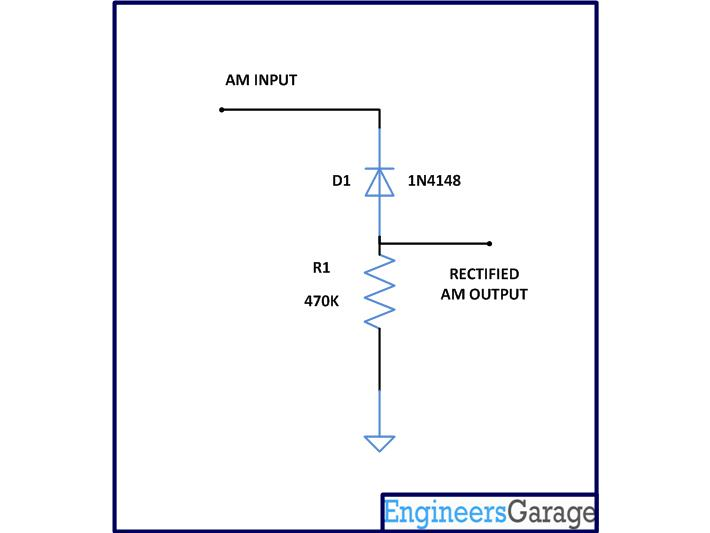 AM INPUT
D1 1N4148
R1
470K
RECTIFIED
AM OUTPUT
EngineersGarage